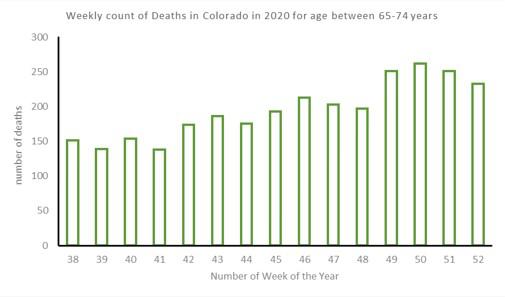 Weekly count of Deaths in Colorado in 2020 for age between 65-74 years
300
250
200
150
100
50
0
number of deaths
38 39 40 41 42 43 44 45 46 47 48 49 50 51 52
Number of Week of the Year